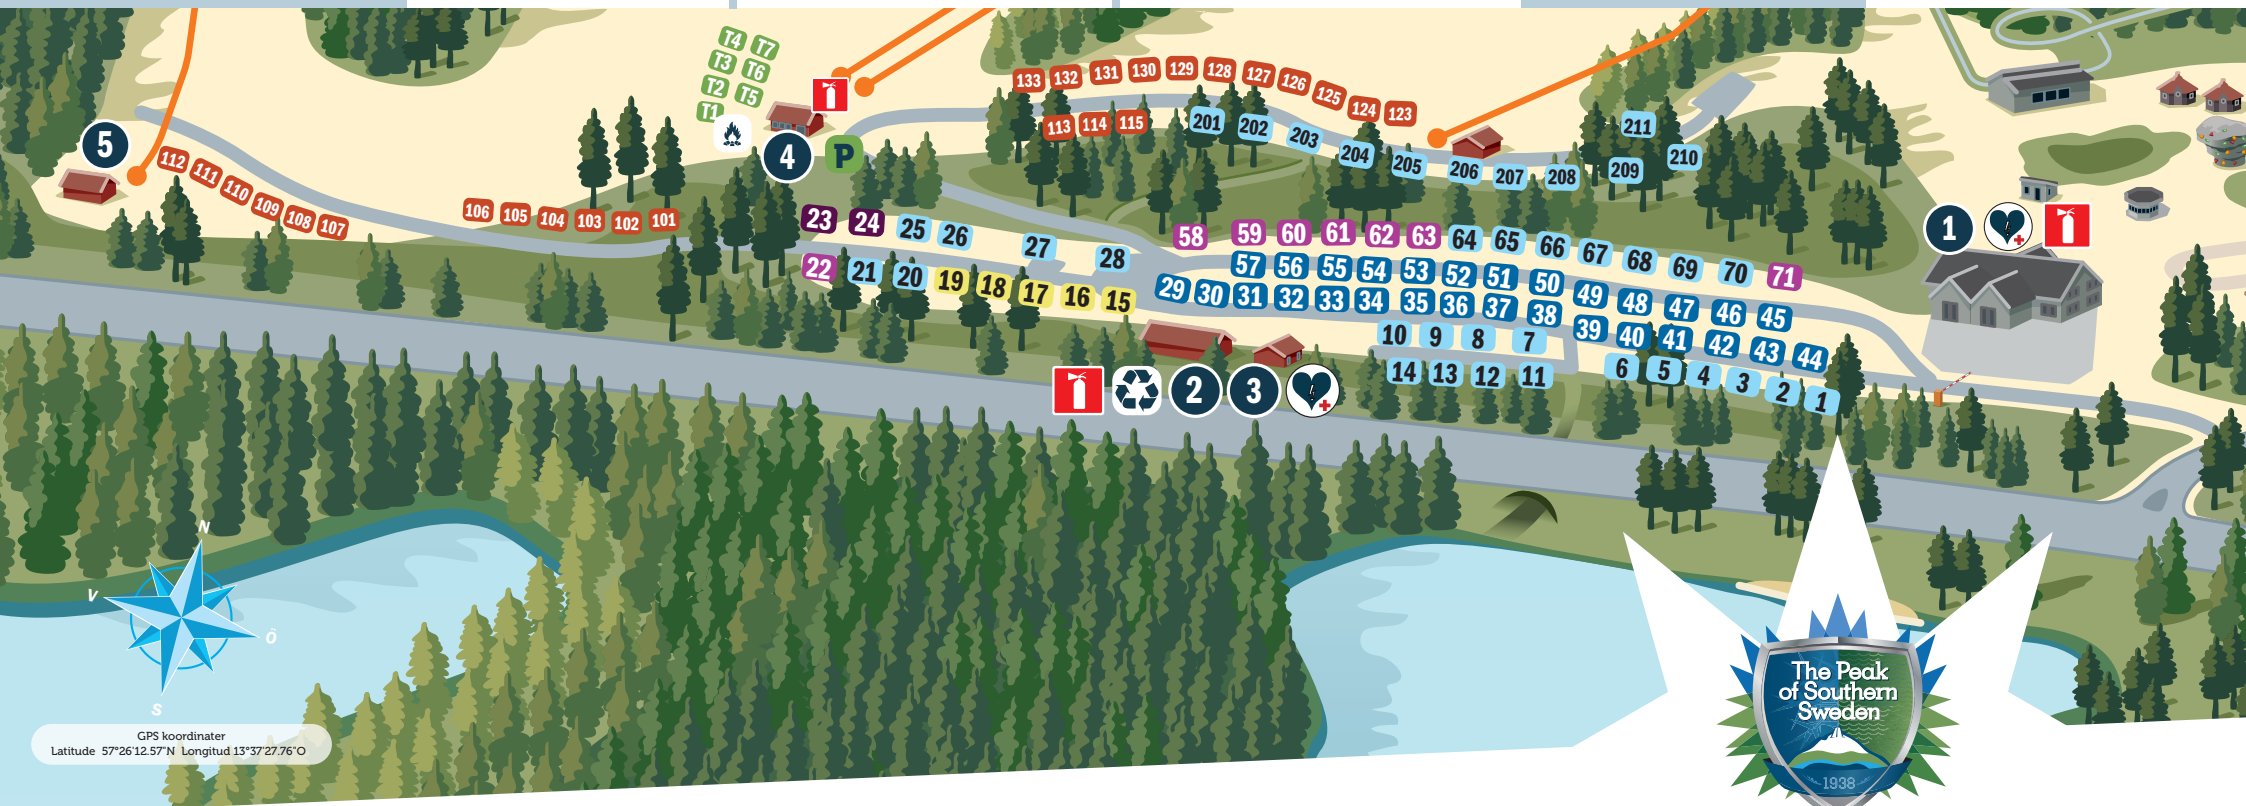 T4 T7
T3 T6
T2 T5
T1
133 132 131 130 129 128 127 126 125 124 123
113 114 115
201 202 203 204 205 206 207 208 209 210 211
5
4
P
112 111 110 109 108 107
106 105 104 103 102 101
23 24 25 26 27 28
22 21 20 19 18 17 16 15
58 59 60 61 62 63 64 65 66 67 68 69 70 71
57 56 55 54 53 52 51 50 49 48 47 46 45
29 30 31 32 33 34 35 36 37 38 39 40 41 42 43 44
10 9 8 7
14 13 12 11
6 5 4 3 2 1
1
2 3
N
V
Ö
S
GPS koordinater
Latitude 57°26'12.57"N Longitud 13°37'27.76"O
The Peak
of Southern
Sweden
1938